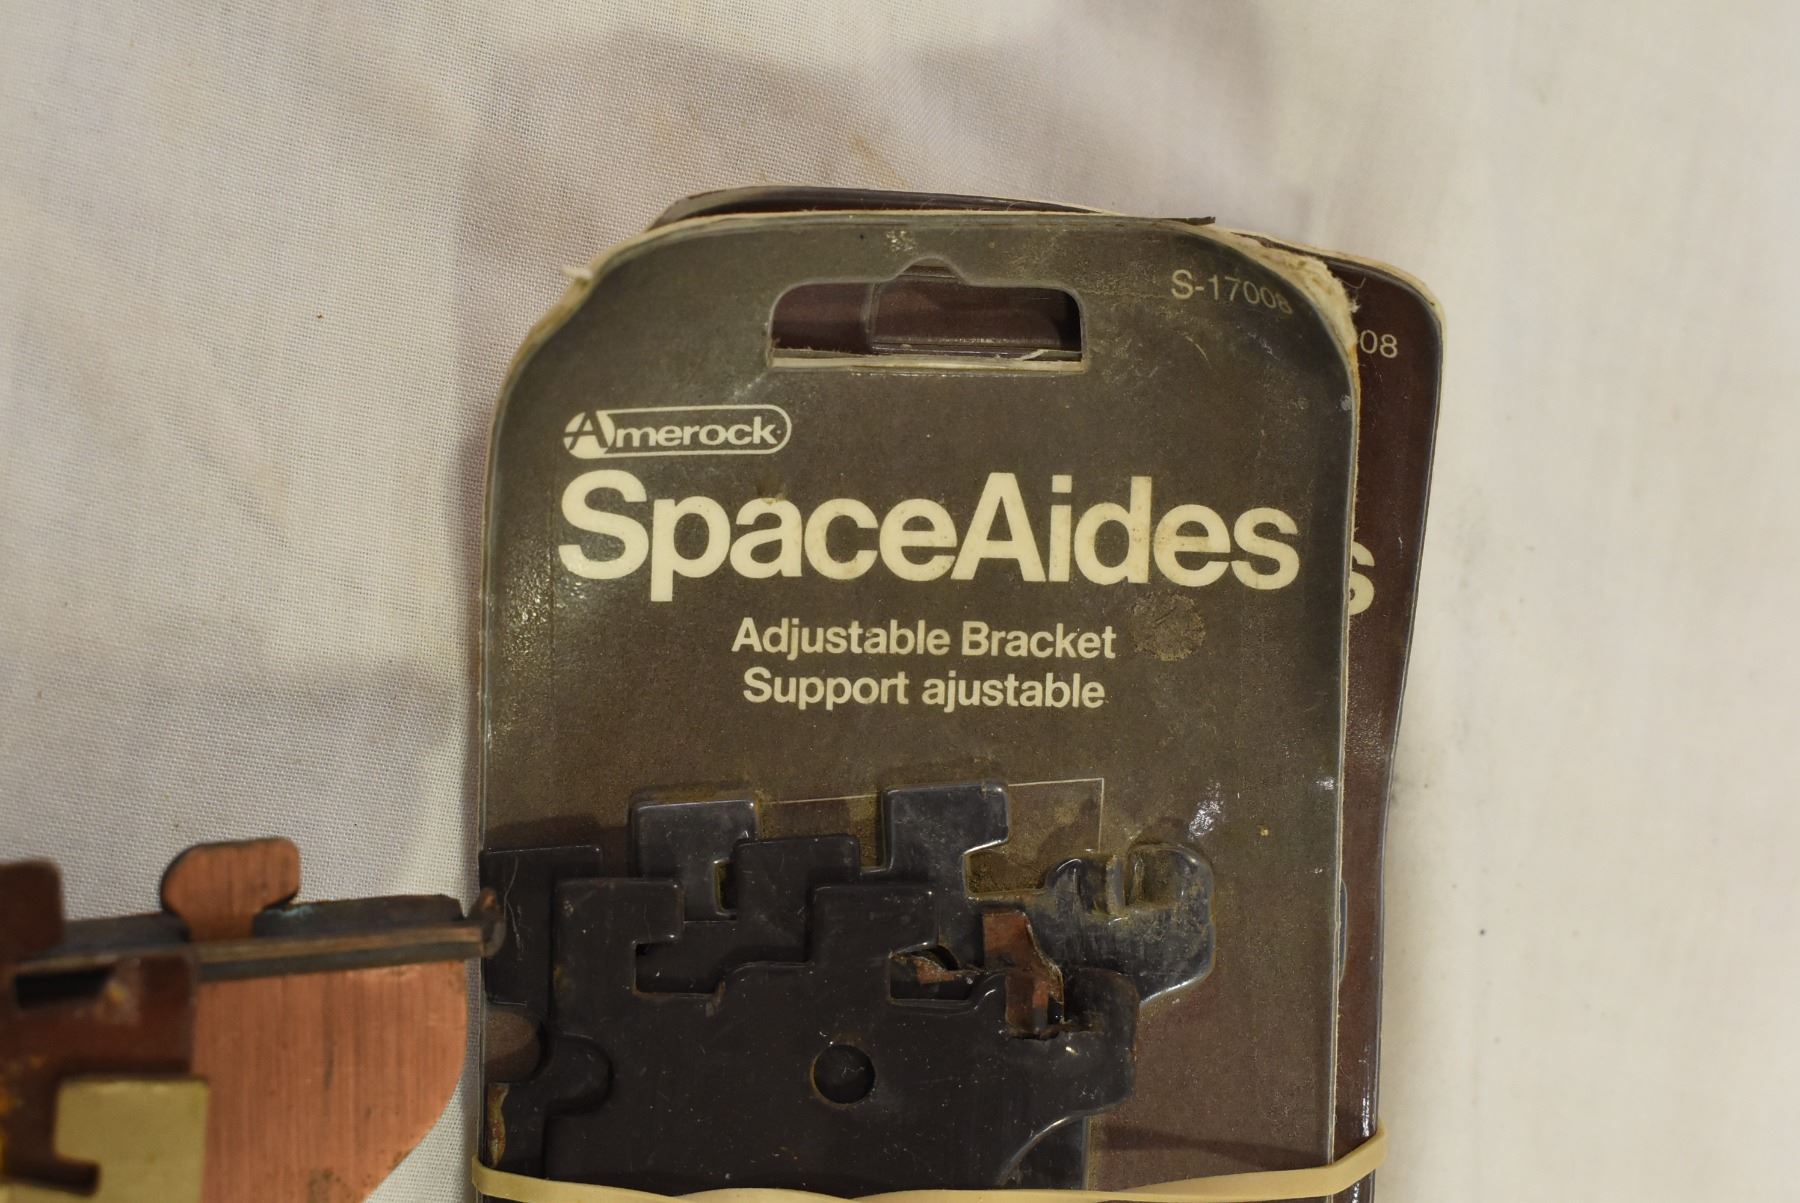 S-17008
08
Amerock
SpaceAides
s
Adjustable Bracket
Support ajustable